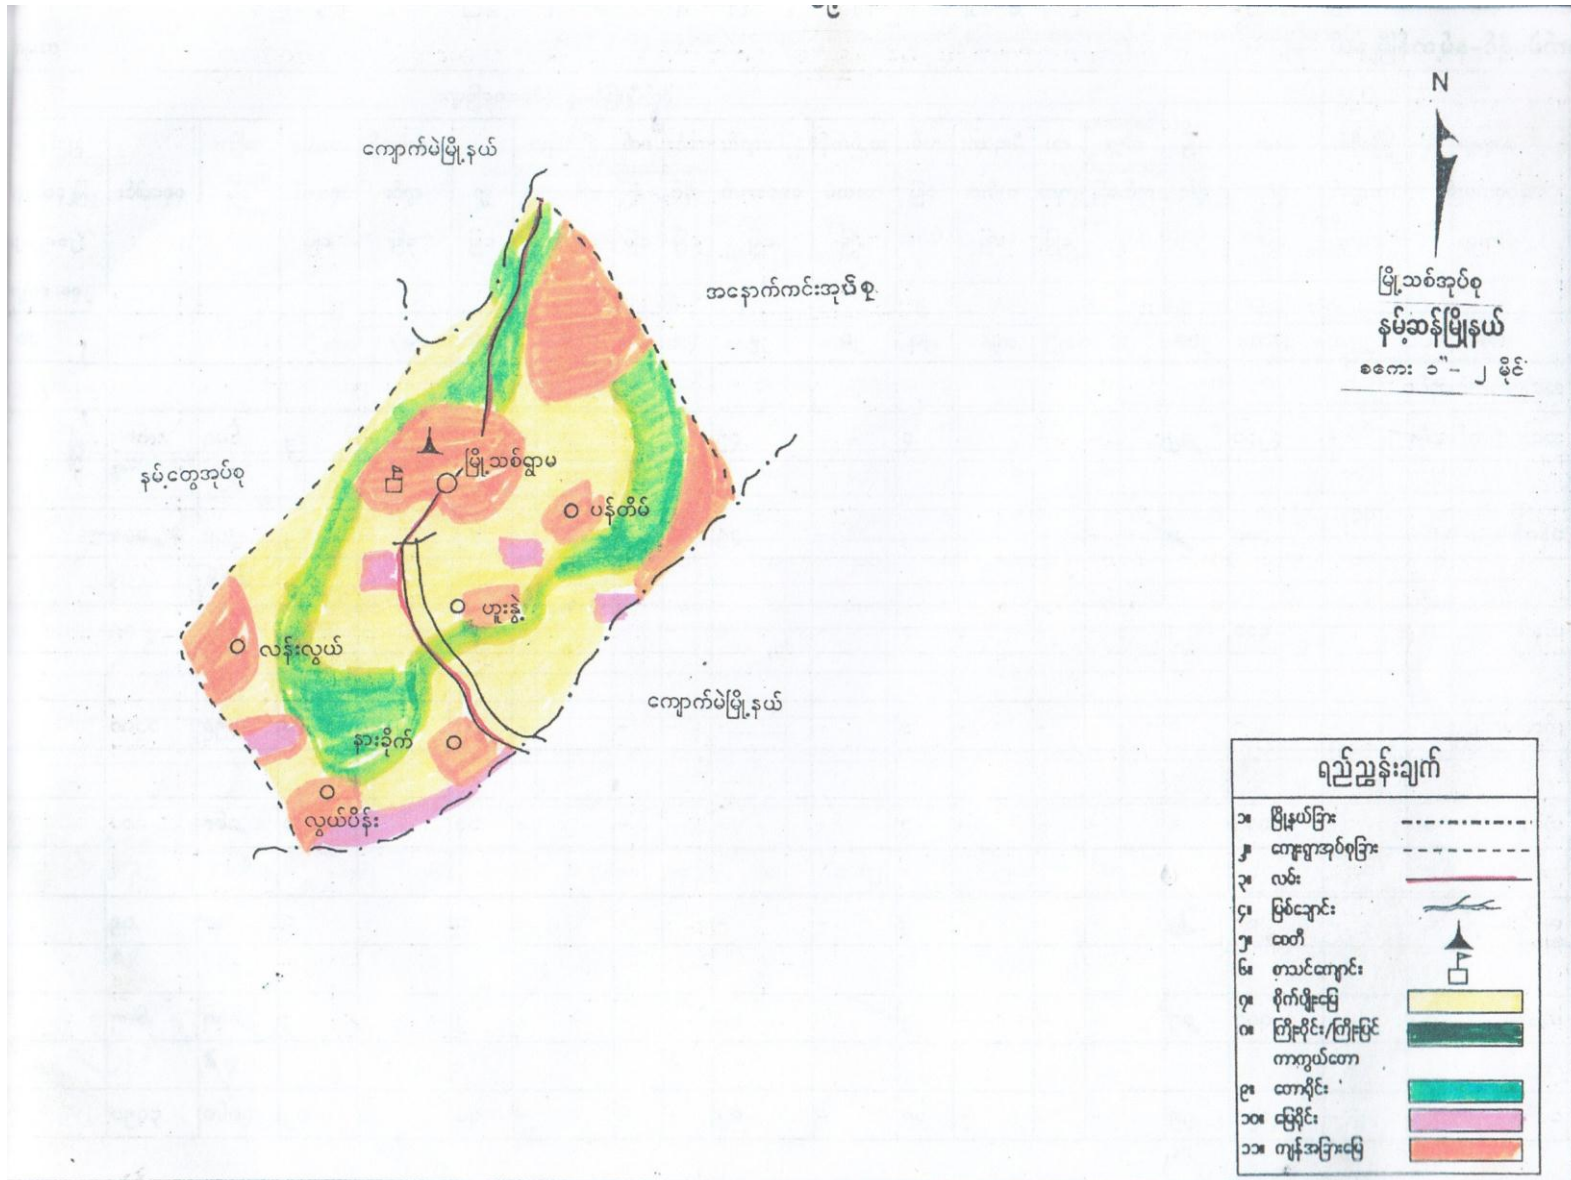 ကျောက်မဲမြို့နယ်
N
အနောက်ကင်းအုပ်စု
မြို့သစ်အုပ်စု
နမ့်ဆန်မြို့နယ်
စကေး ၁"- ၂ မိုင်
နမ့်တွေအုပ်စု
မြို့သစ်ရွာမ
ပန်တိမ်
ဟူးနွဲ့
လန်းလွယ်
ကျောက်မဲမြို့နယ်
နားခိုက်
လွယ်ပိန်း
ရည်ညွှန်းချက်
၁။ မြို့နယ်ခြား
၂။ ကျေးရွာအုပ်စုခြား
၃။ လမ်း
၄။ မြစ်ချောင်း
၅။ စေတီ
၆။ စာသင်ကျောင်း
၇။ စိုက်ပျိုးမြေ
၈။ ကြိုးဝိုင်း/ကြိုးပြင်
ကာကွယ်တော
၉။ တောရိုင်း
၁၀။ မြေရိုင်း
၁၁။ ကျန်အခြားမြေ